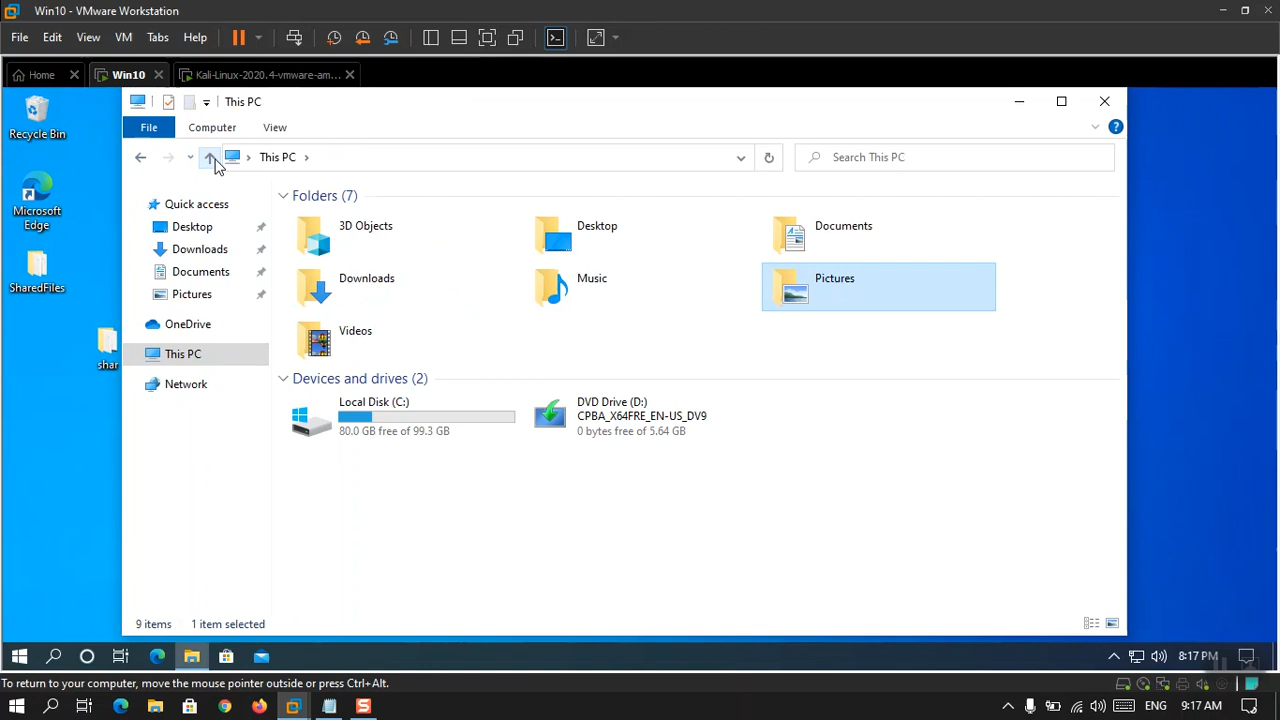 Win10 - VMware Workstation
File Edit View VM Tabs Help
Home Win10 Kali-Linux-2020.4-vmware-am...
Recycle Bin
Microsoft
Edge
SharedFiles
shar
This PC
File Computer View
This PC
Search This PC
Quick access
Desktop
Downloads
Documents
Pictures
OneDrive
This PC
Network
Folders (7)
3D Objects Desktop Documents
Downloads Music Pictures
Videos
Devices and drives (2)
Local Disk (C:)
80.0 GB free of 99.3 GB
DVD Drive (D:)
CPBA_X64FRE_EN-US_DV9
0 bytes free of 5.64 GB
9 items 1 item selected
8:17 PM
To return to your computer, move the mouse pointer outside or press Ctrl+Alt.
ENG 9:17 AM